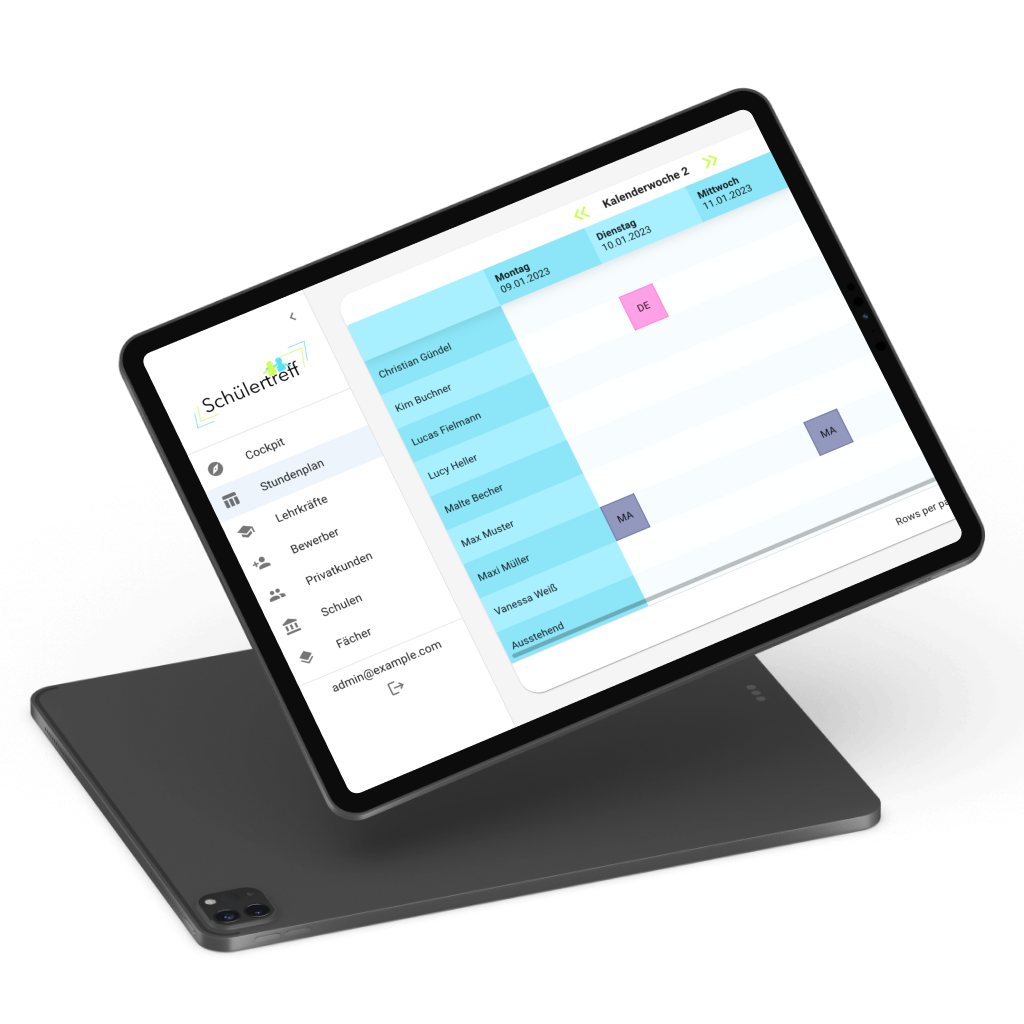 Schülertreff
Cockpit
Stundenplan
Lehrkräfte
Bewerber
Privatkunden
Schulen
Fächer
admin@example.com
Kalenderwoche 2
Montag
09.01.2023
Dienstag
10.01.2023
Mittwoch
11.01.2023
Christian Gündel
Kim Buchner
Lucas Fielmann
Lucy Heller
Malte Becher
Max Muster
Maxi Müller
Vanessa Weiß
Ausstehend
DE
MA
MA
Rows per pa